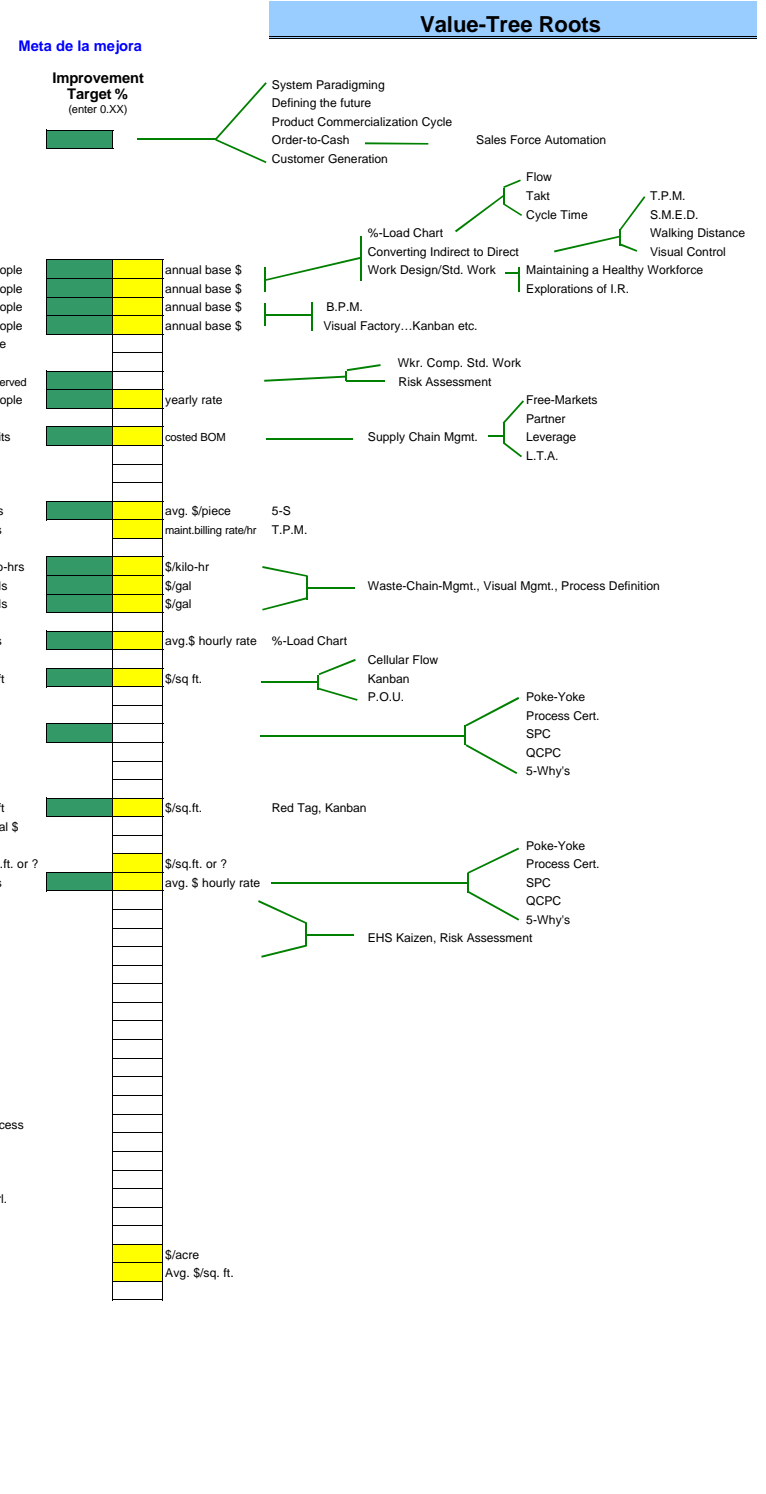 Value-Tree Roots
Meta de la mejora
Improvement
Target %
(enter 0.XX)
System Paradigming
Defining the future
Product Commercialization Cycle
Order-to-Cash Sales Force Automation
Customer Generation
Flow
Takt T.P.M.
Cycle Time S.M.E.D.
%-Load Chart Walking Distance
Converting Indirect to Direct Visual Control
ople annual base $ Work Design/Std. Work Maintaining a Healthy Workforce
ople annual base $ Explorations of I.R.
ople annual base $ B.P.M.
ople annual base $ Visual Factory…Kanban etc.
e
Wkr. Comp. Std. Work
erved Risk Assessment
ople yearly rate Free-Markets
Partner
its costed BOM Supply Chain Mgmt. Leverage
L.T.A.
s avg. $/piece 5-S
s maint.billing rate/hr T.P.M.
o-hrs $/kilo-hr
ls $/gal Waste-Chain-Mgmt., Visual Mgmt., Process Definition
ls $/gal
s avg.$ hourly rate %-Load Chart
Cellular Flow
ft $/sq ft. Kanban
P.O.U. Poke-Yoke
Process Cert.
SPC
QCPC
5-Why's
ft $/sq.ft. Red Tag, Kanban
al $
Poke-Yoke
.ft. or ? $/sq.ft. or ? Process Cert.
s avg. $ hourly rate SPC
QCPC
5-Why's
EHS Kaizen, Risk Assessment
cess
l.
$/acre
Avg. $/sq. ft.